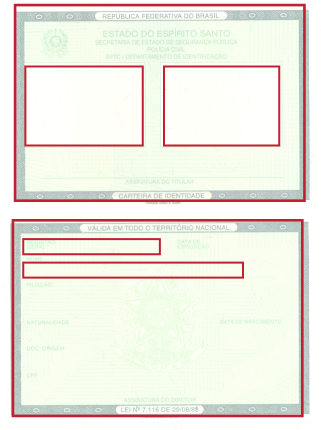 REPÚBLICA FEDERATIVA DO BRASIL
ESTADO DO ESPÍRITO SANTO
SECRETARIA DE ESTADO DE SEGURANÇA PÚBLICA
POLÍCIA CIVIL
SPTC / DEPARTAMENTO DE IDENTIFICAÇÃO
ASSINATURA DO TITULAR
CARTEIRA DE IDENTIDADE
VÁLIDA EM TODO O TERRITÓRIO NACIONAL
GERAL
DATA DE
EXPEDIÇÃO
FILIAÇÃO
NATURALIDADE
DATA DE NASCIMENTO
DOC. ORIGEM
CPF
ASSINATURA DO DIRETOR
LEI Nº 7.116 DE 29/08/83